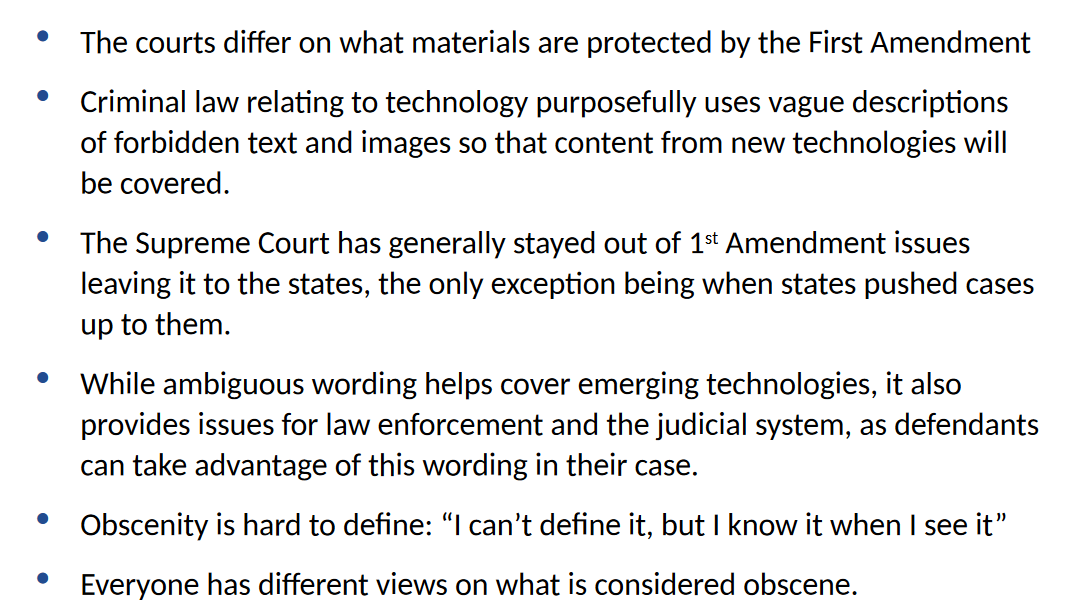 • The courts differ on what materials are protected by the First Amendment
• Criminal law relating to technology purposefully uses vague descriptions
of forbidden text and images so that content from new technologies will
be covered.
• The Supreme Court has generally stayed out of 1st Amendment issues
leaving it to the states, the only exception being when states pushed cases
up to them.
• While ambiguous wording helps cover emerging technologies, it also
provides issues for law enforcement and the judicial system, as defendants
can take advantage of this wording in their case.
• Obscenity is hard to define: “I can’t define it, but I know it when I see it”
• Everyone has different views on what is considered obscene.